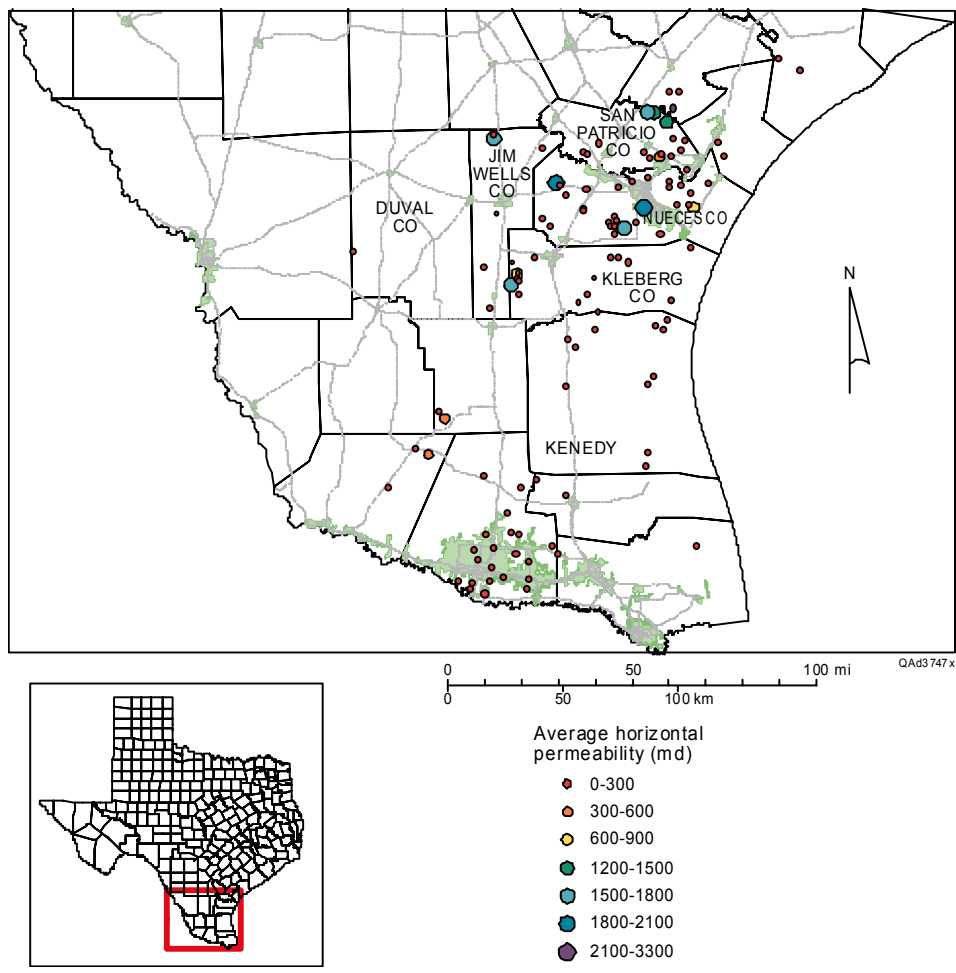 SAN
PATRICIO
CO
JIM
WELLS
CO
DUVAL
CO
NUECES CO
KLEBERG
CO
N
KENEDY
QAd3747x
0 50 100 mi
0 50 100 km
Average horizontal
permeability (md)
0-300
300-600
600-900
1200-1500
1500-1800
1800-2100
2100-3300